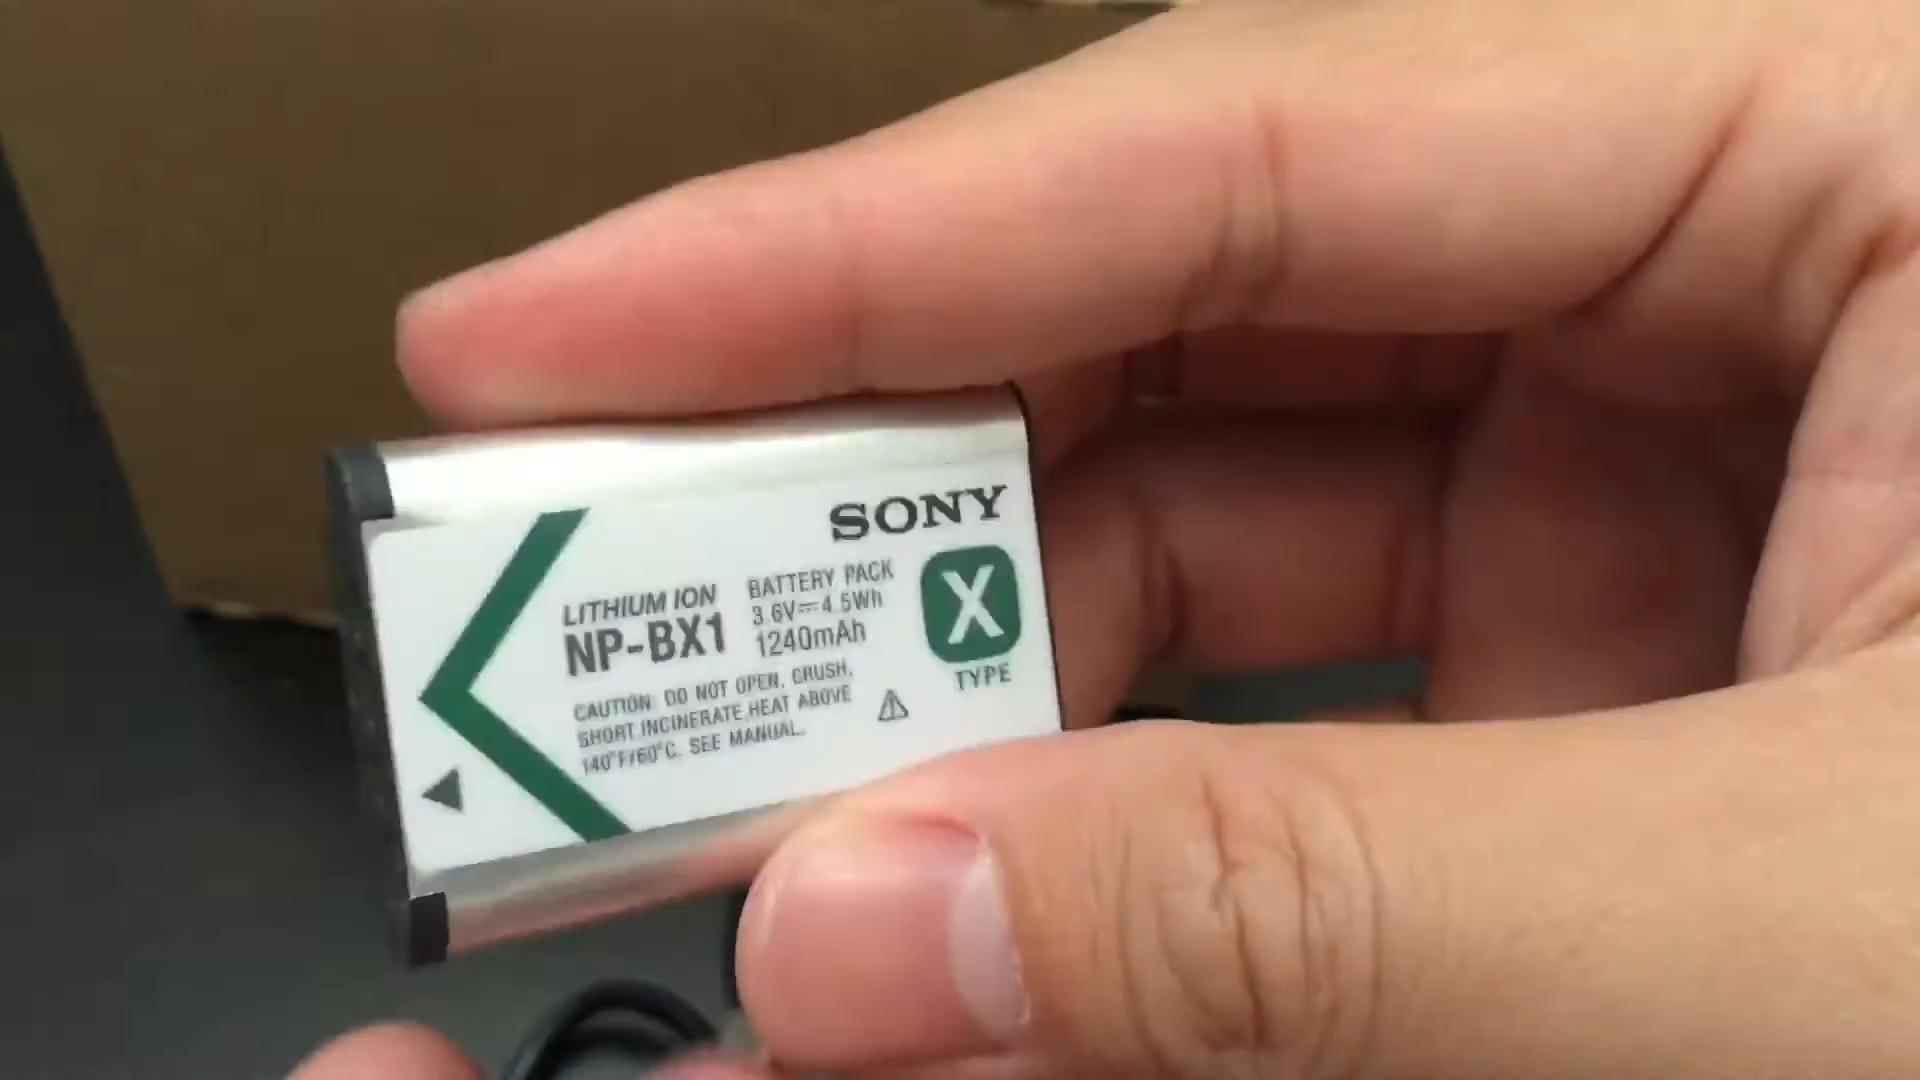 SONY
LITHIUM ION
NP-BX1
BATTERY PACK
3.6V⎓4.5Wh
1240mAh
X
TYPE
CAUTION: DO NOT OPEN, CRUSH,
SHORT INCINERATE,HEAT ABOVE
140°F/60°C. SEE MANUAL.